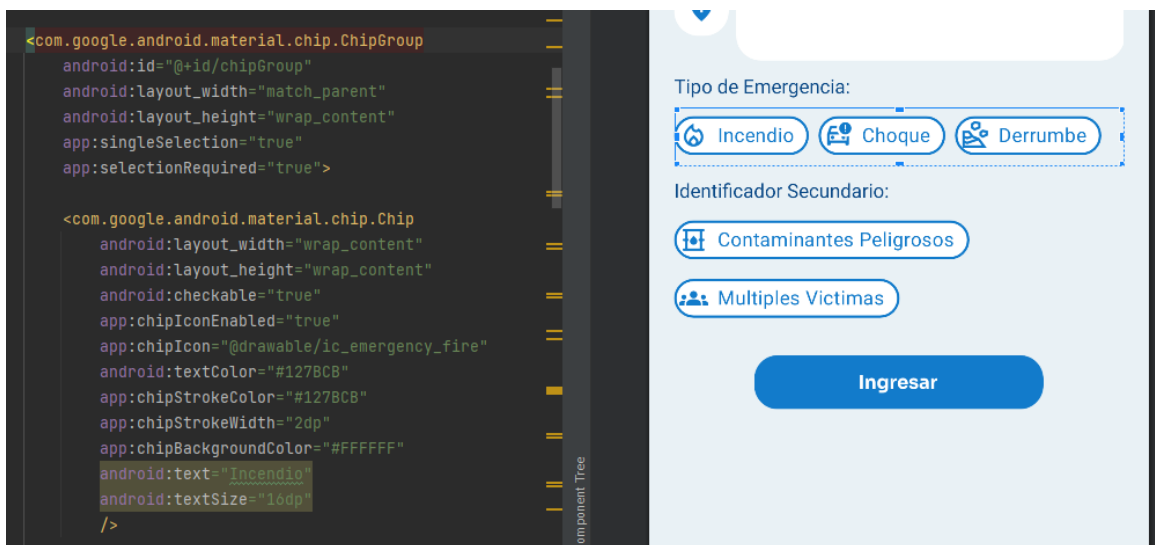 <com.google.android.material.chip.ChipGroup
android:id="@+id/chipGroup"
android:layout_width="match_parent"
android:layout_height="wrap_content"
app:singleSelection="true"
app:selectionRequired="true">
<com.google.android.material.chip.Chip
android:layout_width="wrap_content"
android:layout_height="wrap_content"
android:checkable="true"
app:chipIconEnabled="true"
app:chipIcon="@drawable/ic_emergency_fire"
android:textColor="#127BCB"
app:chipStrokeColor="#127BCB"
app:chipStrokeWidth="2dp"
app:chipBackgroundColor="#FFFFFF"
android:text="Incendio"
android:textSize="16dp"
/>
omponent Tree
Tipo de Emergencia:
Incendio Choque Derrumbe
Identificador Secundario:
Contaminantes Peligrosos
Multiples Victimas
Ingresar